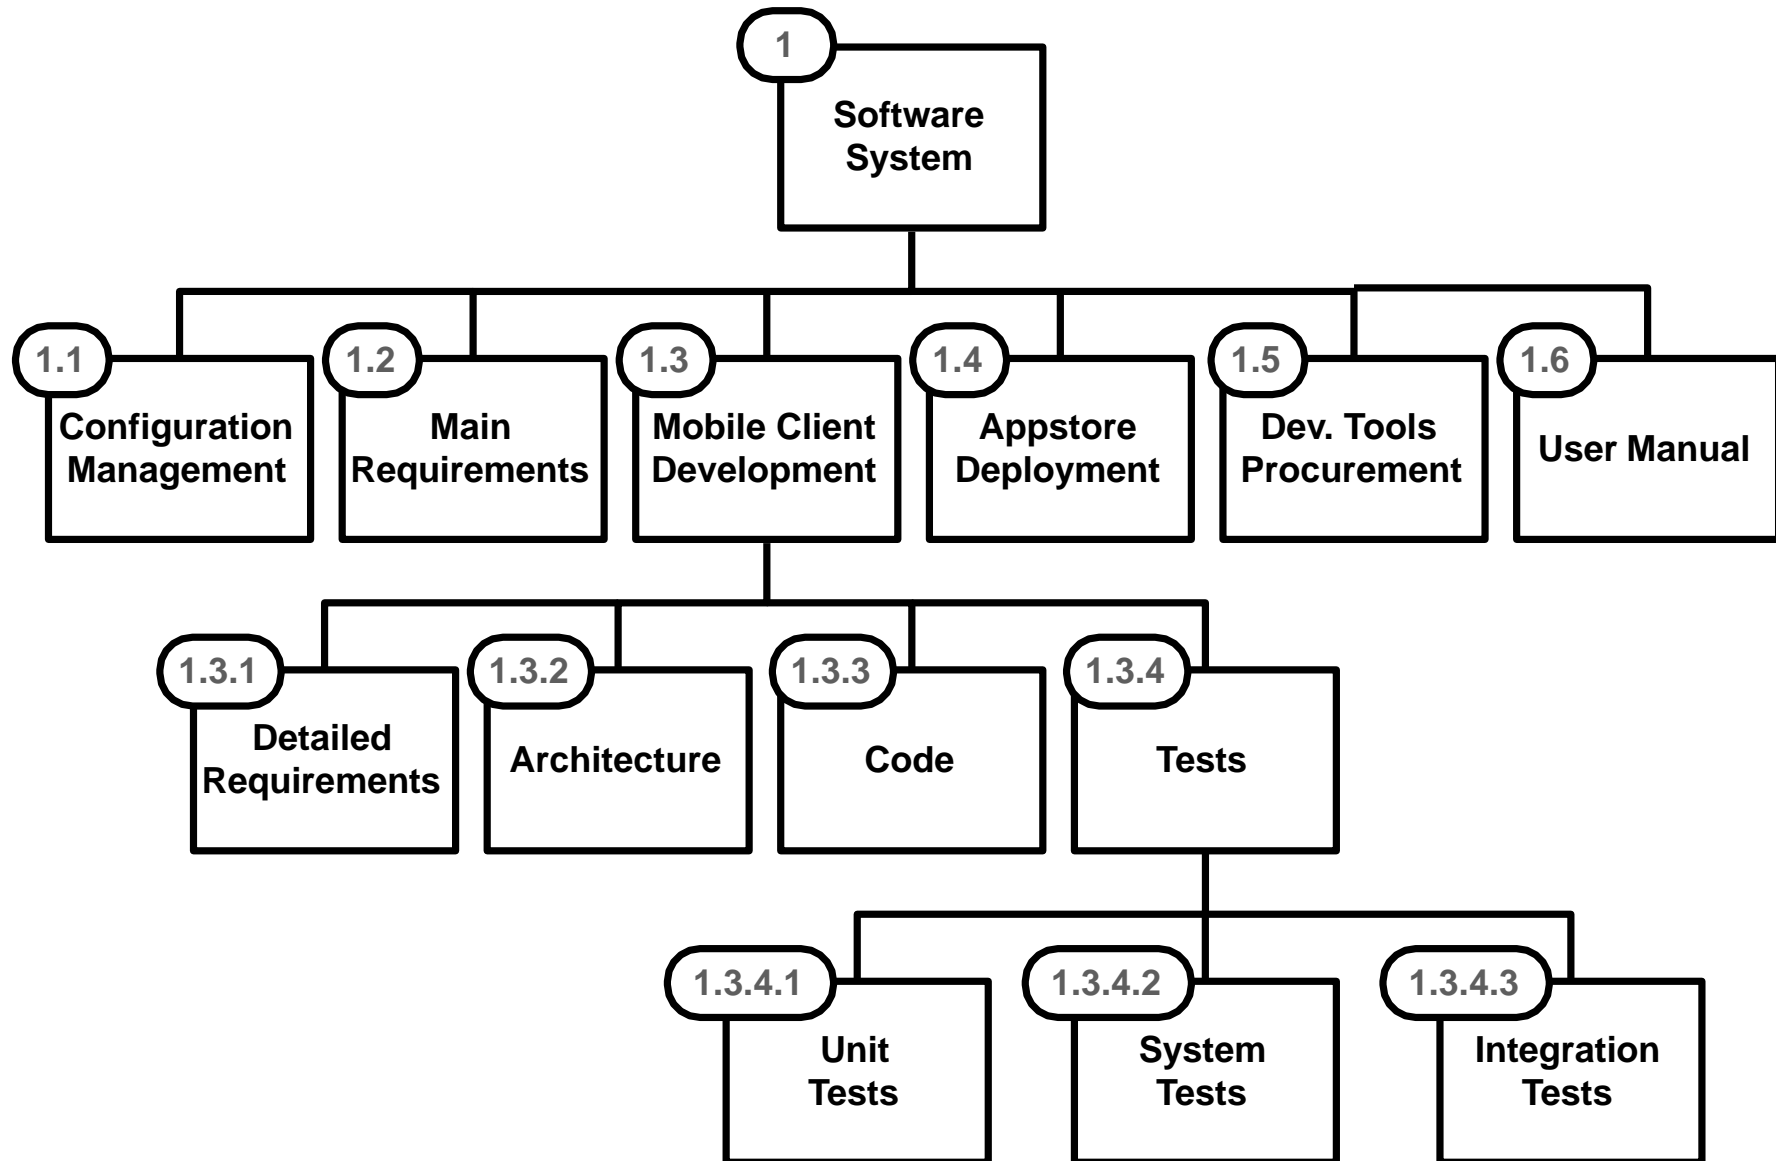 1
Software
System
1.1
Configuration
Management
1.2
Main
Requirements
1.3
Mobile Client
Development
1.4
Appstore
Deployment
1.5
Dev. Tools
Procurement
1.6
User Manual
1.3.1
Detailed
Requirements
1.3.2
Architecture
1.3.3
Code
1.3.4
Tests
1.3.4.1
Unit
Tests
1.3.4.2
System
Tests
1.3.4.3
Integration
Tests